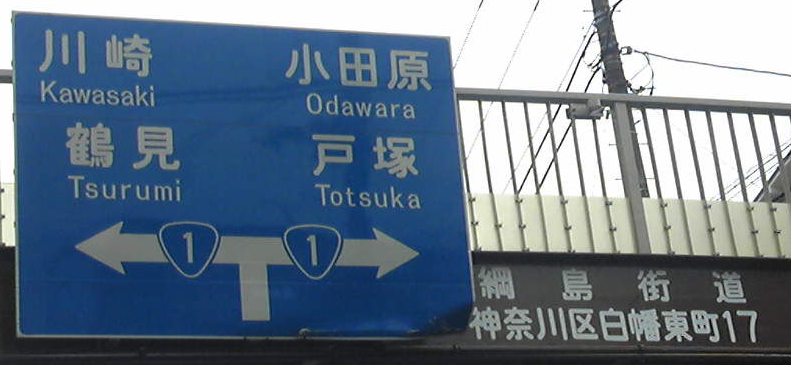 川崎 小田原
Kawasaki Odawara
鶴見 戸塚
Tsurumi Totsuka
1 1
綱島街道
神奈川区白幡東町17